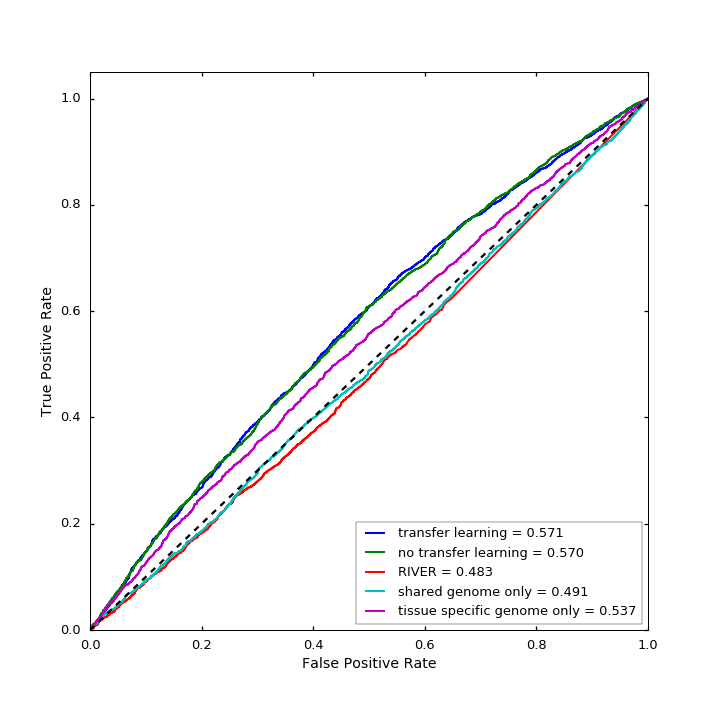 1.0
0.8
0.6
0.4
0.2
0.0
True Positive Rate
transfer learning = 0.571
no transfer learning = 0.570
RIVER = 0.483
shared genome only = 0.491
tissue specific genome only = 0.537
0.0 0.2 0.4 0.6 0.8 1.0
False Positive Rate